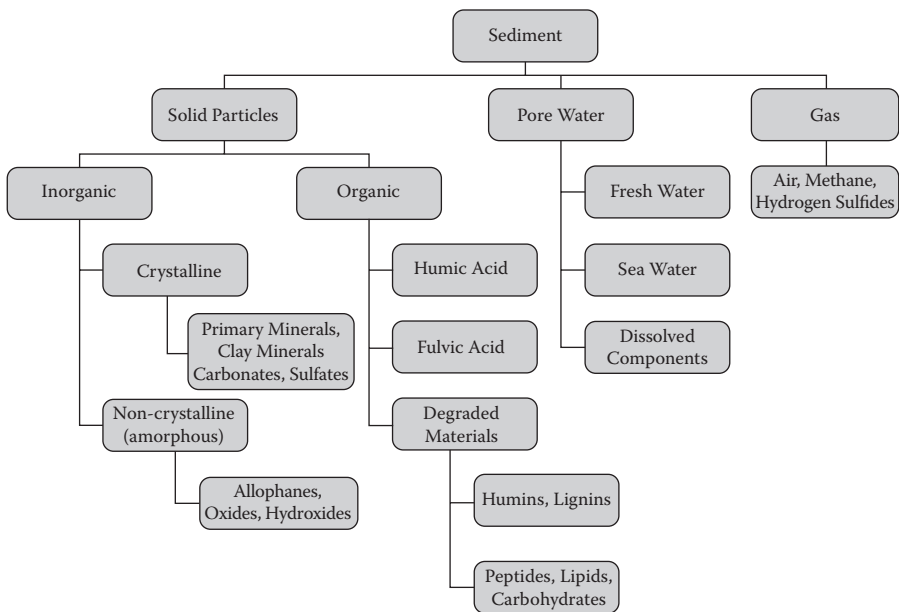 Sediment
Solid Particles
Pore Water
Gas
Inorganic
Organic
Fresh Water
Air, Methane,
Hydrogen Sulfides
Crystalline
Humic Acid
Sea Water
Primary Minerals,
Clay Minerals
Carbonates, Sulfates
Fulvic Acid
Dissolved
Components
Non-crystalline
(amorphous)
Degraded
Materials
Allophanes,
Oxides, Hydroxides
Humins, Lignins
Peptides, Lipids,
Carbohydrates